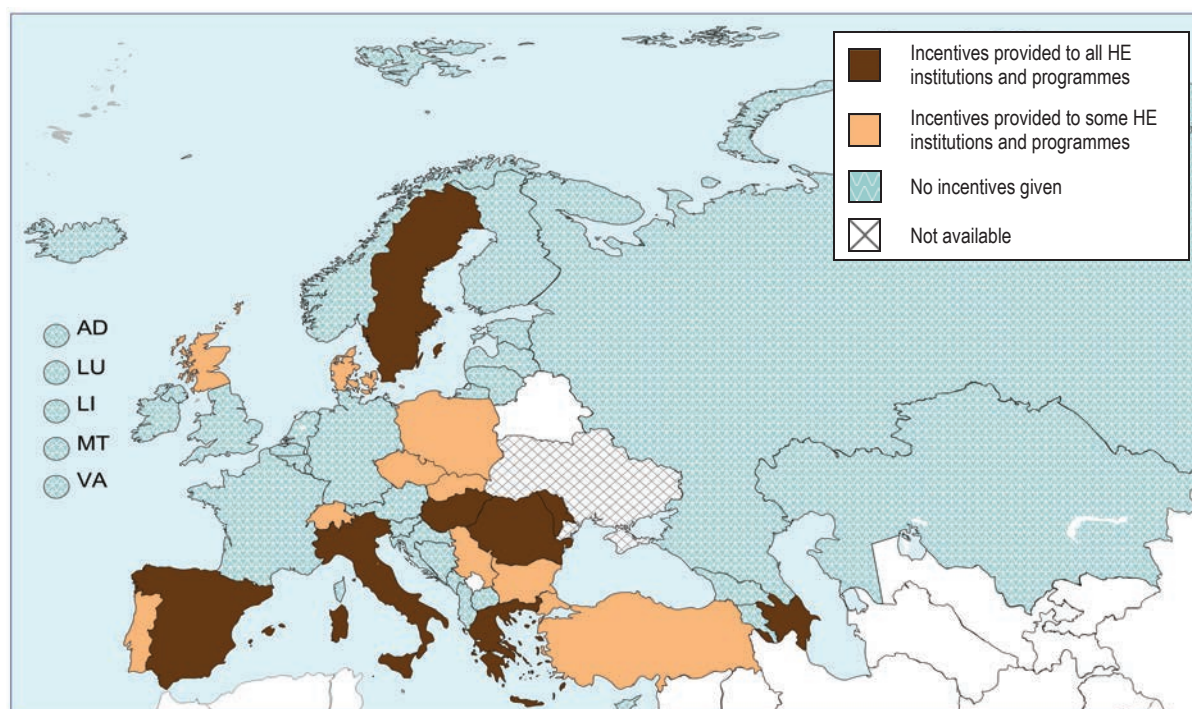 Incentives provided to all HE
institutions and programmes
Incentives provided to some HE
institutions and programmes
No incentives given
Not available
AD
LU
LI
MT
VA